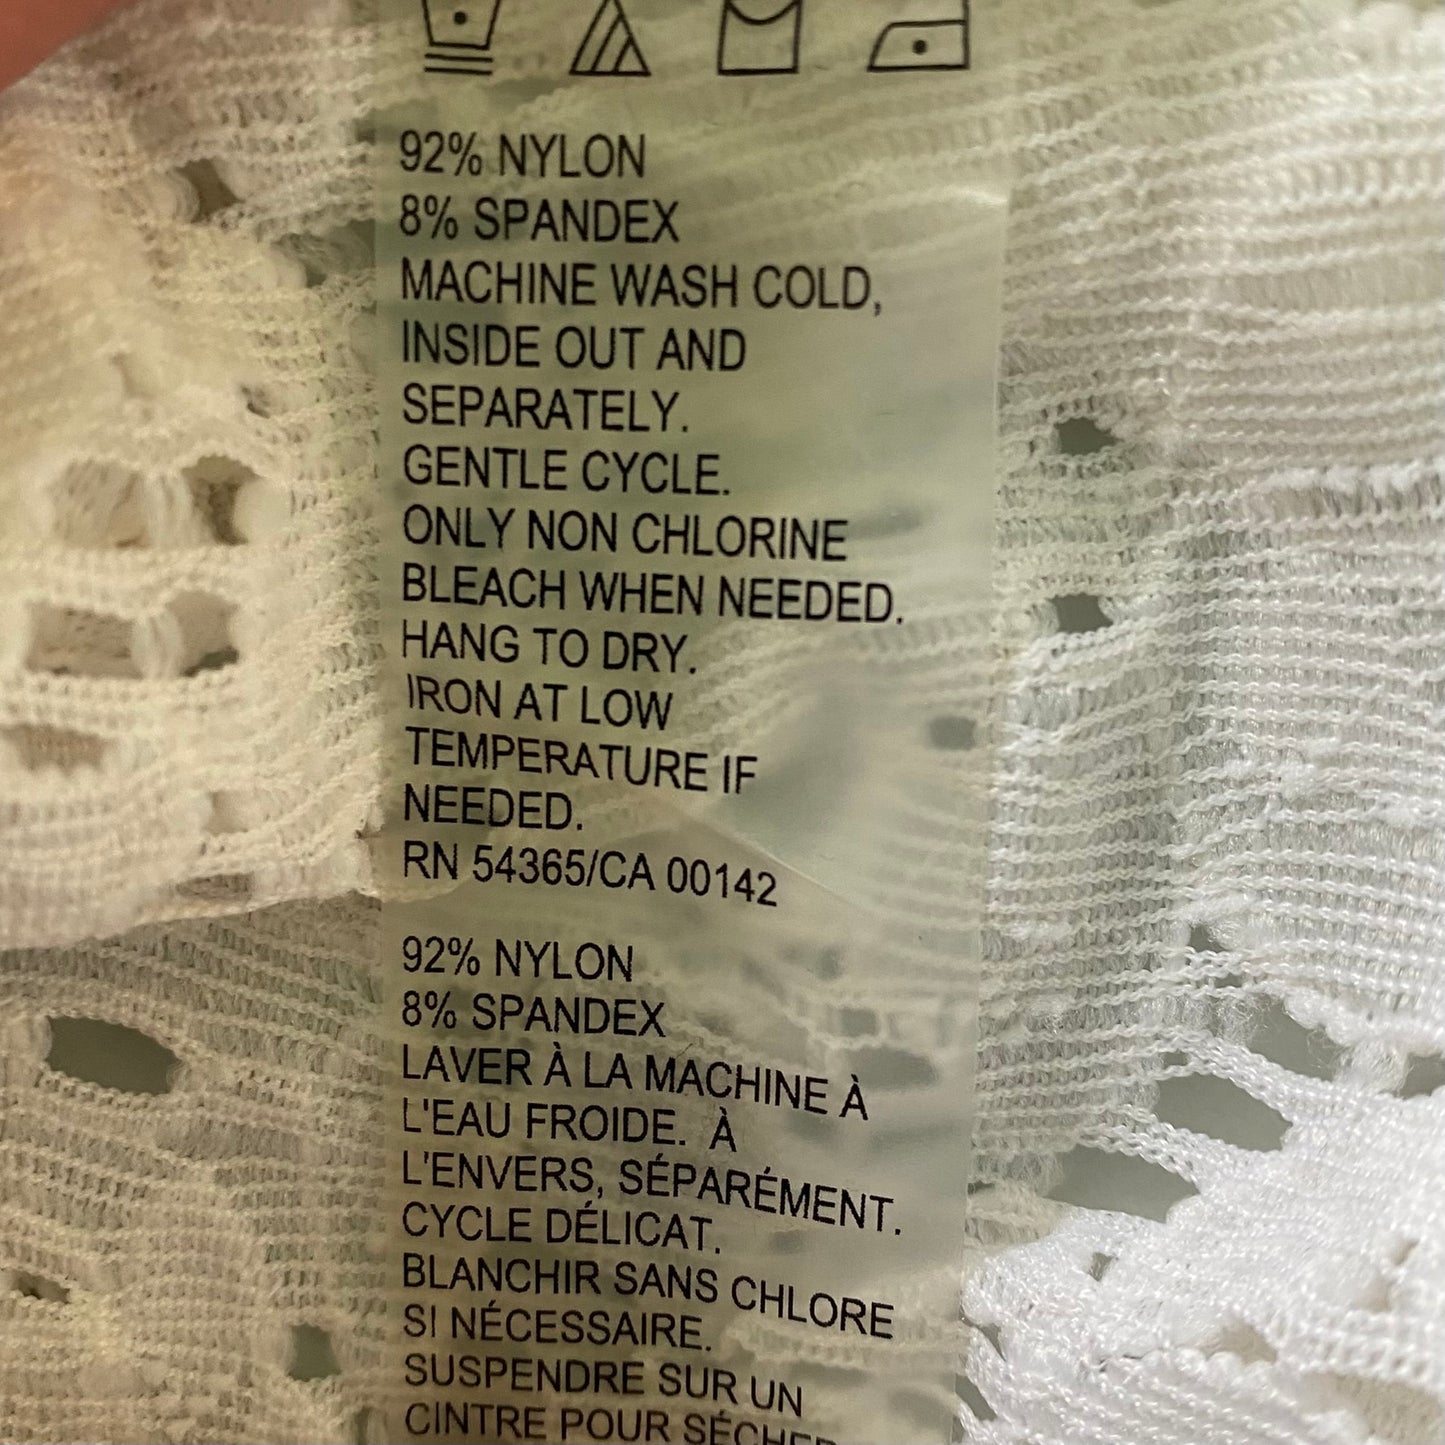 92% NYLON
8% SPANDEX
MACHINE WASH COLD,
INSIDE OUT AND
SEPARATELY.
GENTLE CYCLE.
ONLY NON CHLORINE
BLEACH WHEN NEEDED.
HANG TO DRY.
IRON AT LOW
TEMPERATURE IF
NEEDED.
RN 54365/CA 00142
92% NYLON
8% SPANDEX
LAVER À LA MACHINE À
L'EAU FROIDE. À
L'ENVERS, SÉPARÉMENT.
CYCLE DÉLICAT.
BLANCHIR SANS CHLORE
SI NÉCESSAIRE.
SUSPENDRE SUR UN
CINTRE POUR